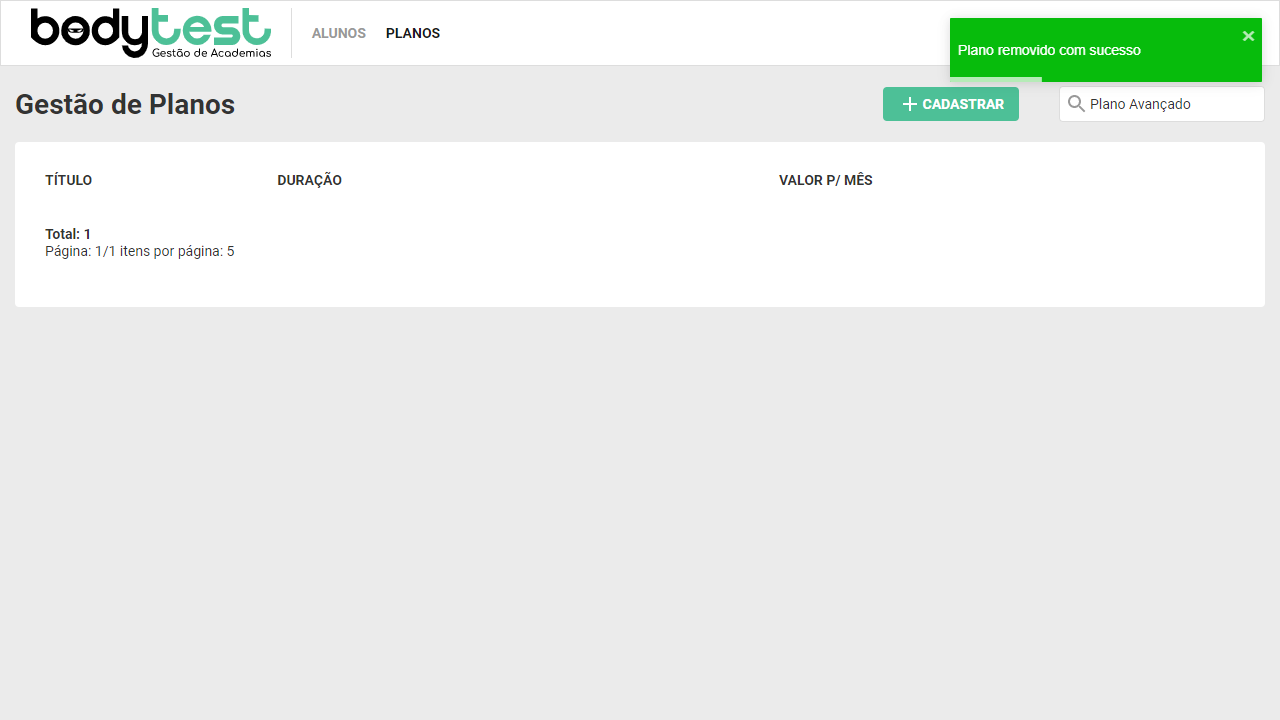 bodytest
Gestão de Academias
ALUNOS PLANOS
Plano removido com sucesso
Gestão de Planos
CADASTRAR
Plano Avançado
TÍTULO DURAÇÃO VALOR P/ MÊS
Total: 1
Página: 1/1 itens por página: 5